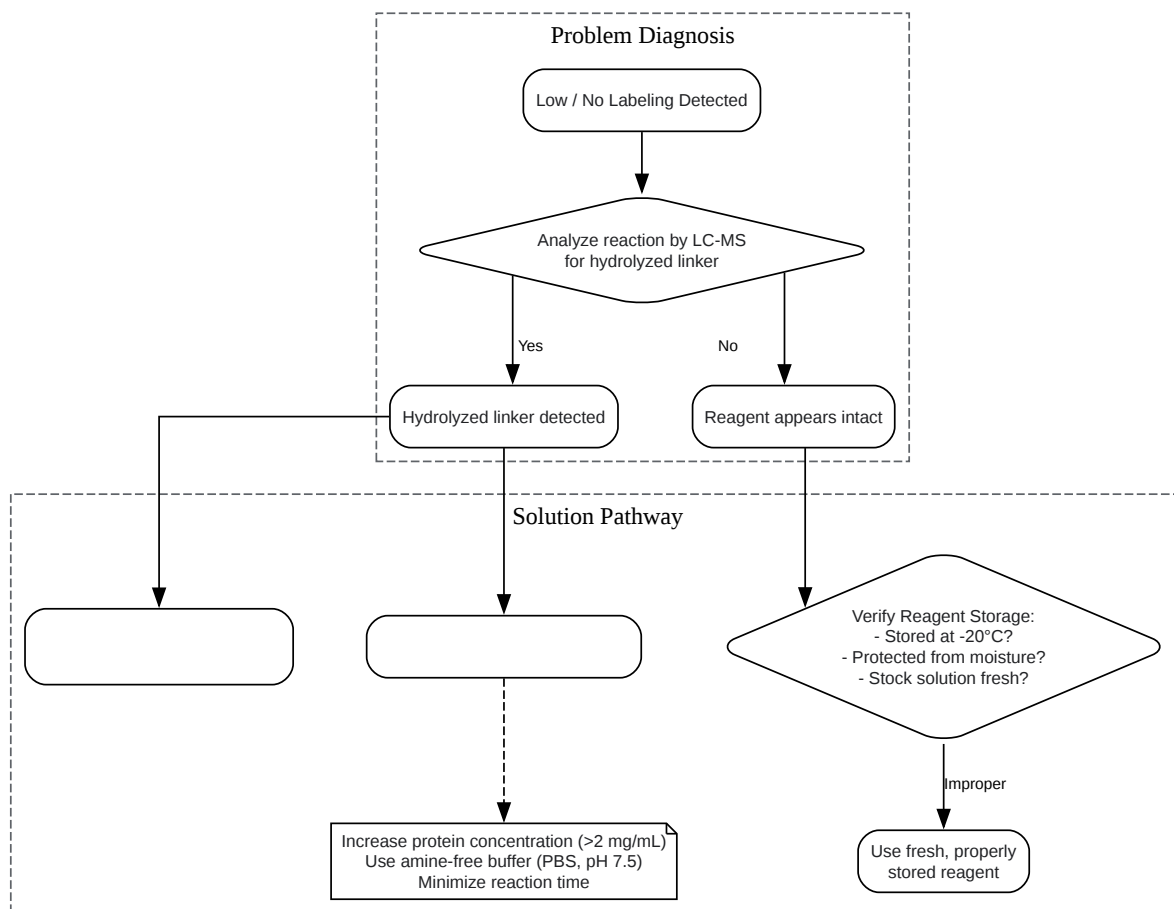 Problem Diagnosis
Low / No Labeling Detected
Analyze reaction by LC-MS
for hydrolyzed linker
Yes
No
Hydrolyzed linker detected
Reagent appears intact
Solution Pathway
Verify Reagent Storage:
- Stored at -20°C?
- Protected from moisture?
- Stock solution fresh?
Improper
Increase protein concentration (>2 mg/mL)
Use amine-free buffer (PBS, pH 7.5)
Minimize reaction time
Use fresh, properly
stored reagent